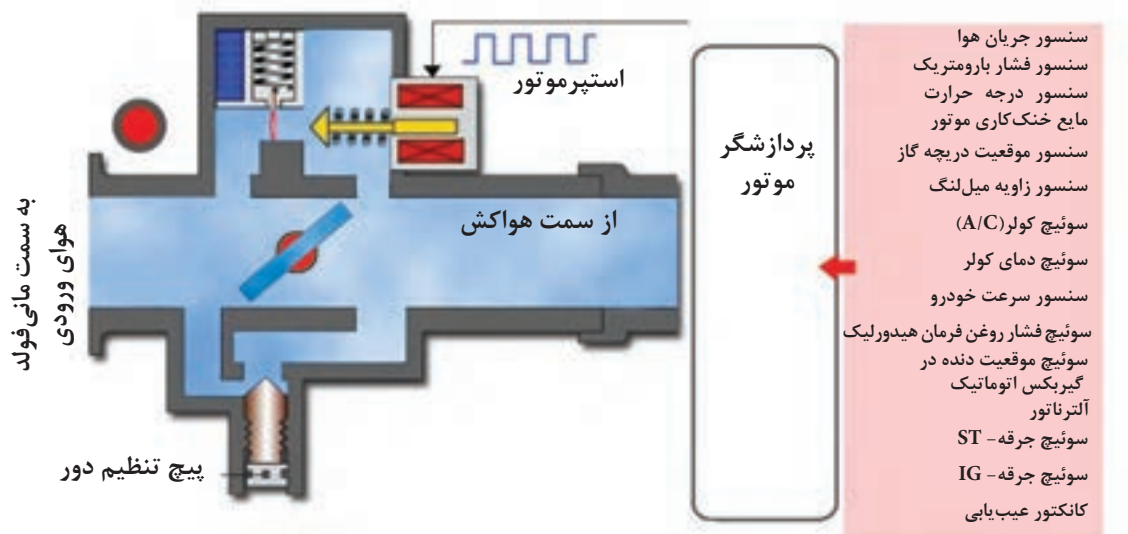 سنسور جریان هوا
سنسور فشار بارومتریک
سنسور درجه حرارت
مایع خنک‌کاری موتور
سنسور موقعیت دریچه گاز
سنسور زاویه میل‌لنگ
سوئیچ کولر(A/C)
سوئیچ دمای کولر
سنسور سرعت خودرو
سوئیچ فشار روغن فرمان هیدورلیک
سوئیچ موقعیت دنده در
گیربکس اتوماتیک
آلترناتور
سوئیچ جرقه- ST
سوئیچ جرقه- IG
کانکتور عیب‌یابی
پردازشگر
موتور
استپرموتور
از سمت هواکش
پیچ تنظیم دور
به سمت مانی‌فولد
هوای ورودی